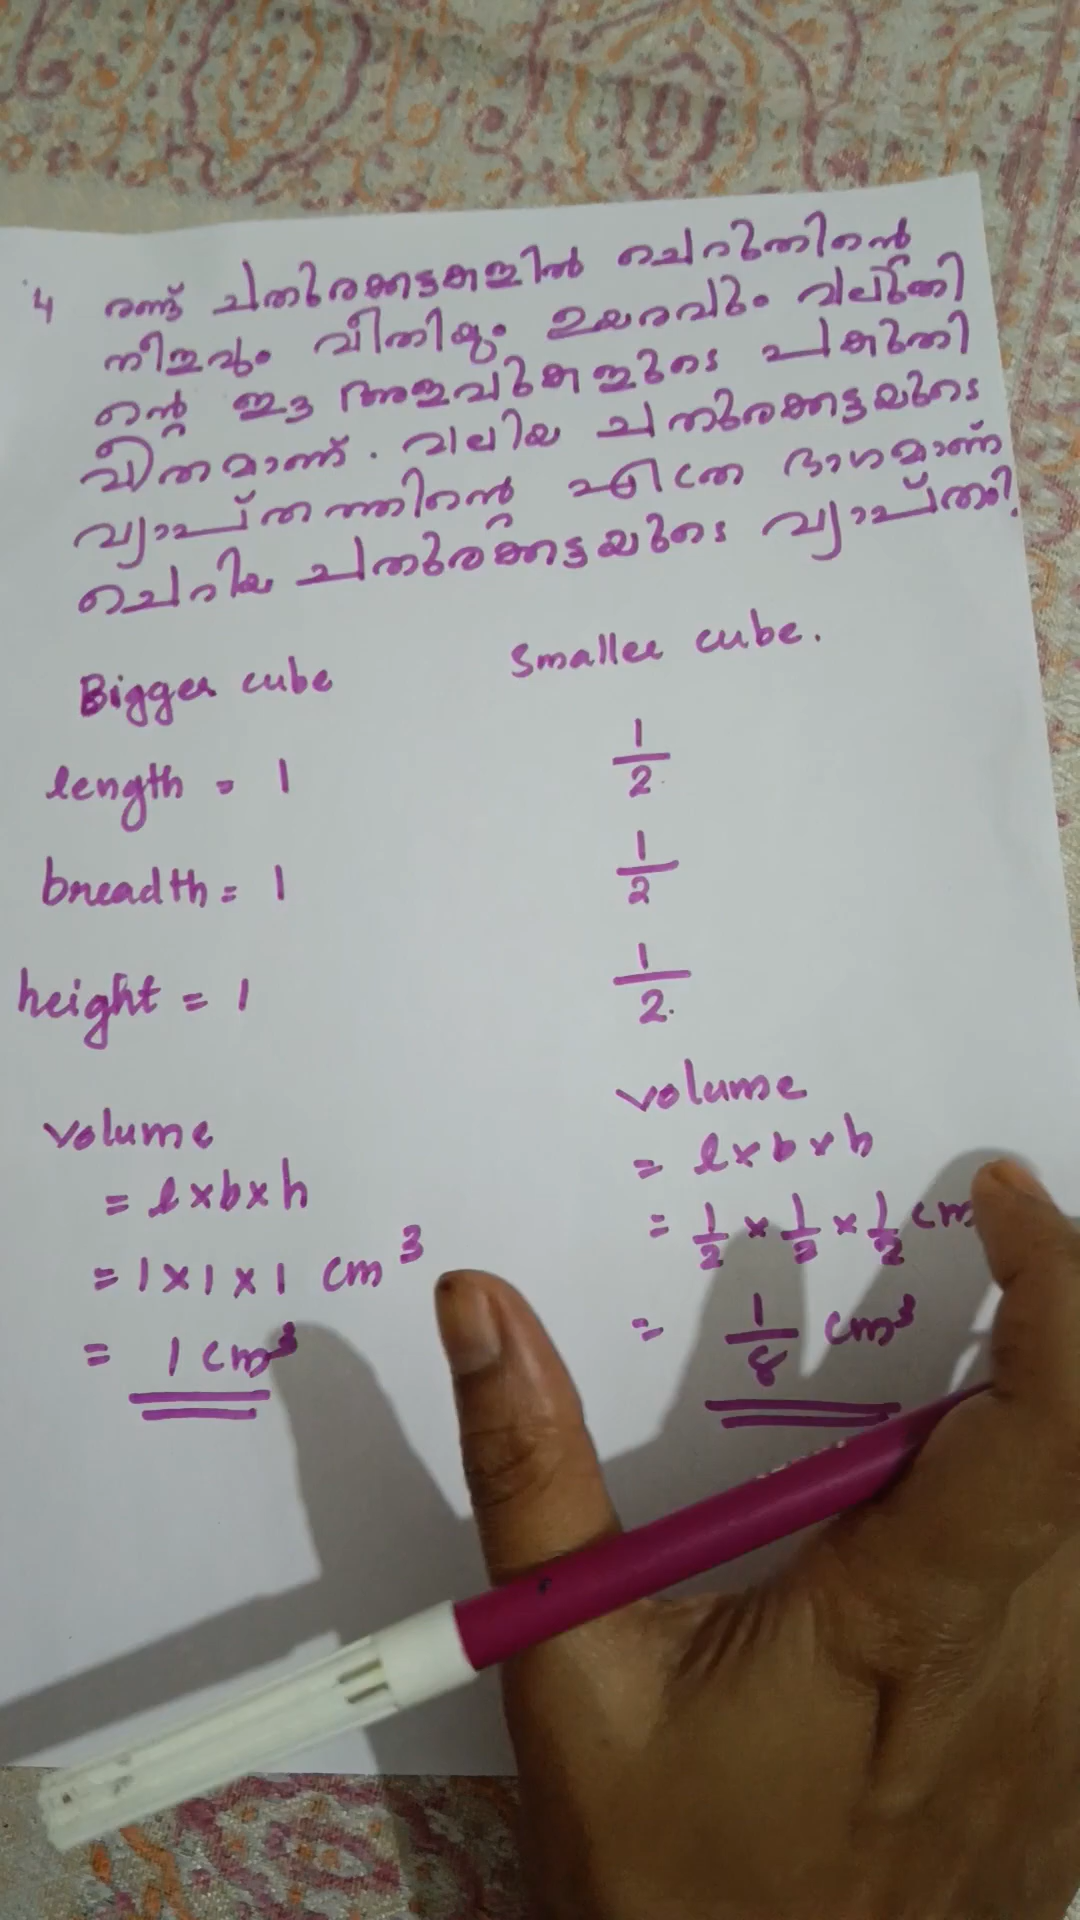 4 രണ്ട് ചതുരക്കട്ടകളിൽ ചെറുതിന്റെ
നീളവും വീതിയും ഉയരവും വലുതി
ന്റെ ഈ അളവുകളുടെ പകുതി
വീതമാണ്. വലിയ ചതുരക്കട്ടയുടെ
വ്യാപ്തത്തിന്റെ എത്ര ഭാഗമാണ്
ചെറിയ ചതുരക്കട്ടയുടെ വ്യാപ്തം?
Bigger cube
Smaller cube.
length = 1
1/2
breadth = 1
1/2
height = 1
1/2.
volume
= l×b×h
= 1×1×1 cm³
= 1 cm³
volume
= l×b×h
= 1/2 × 1/2 × 1/2 cm
= 1/8 cm³